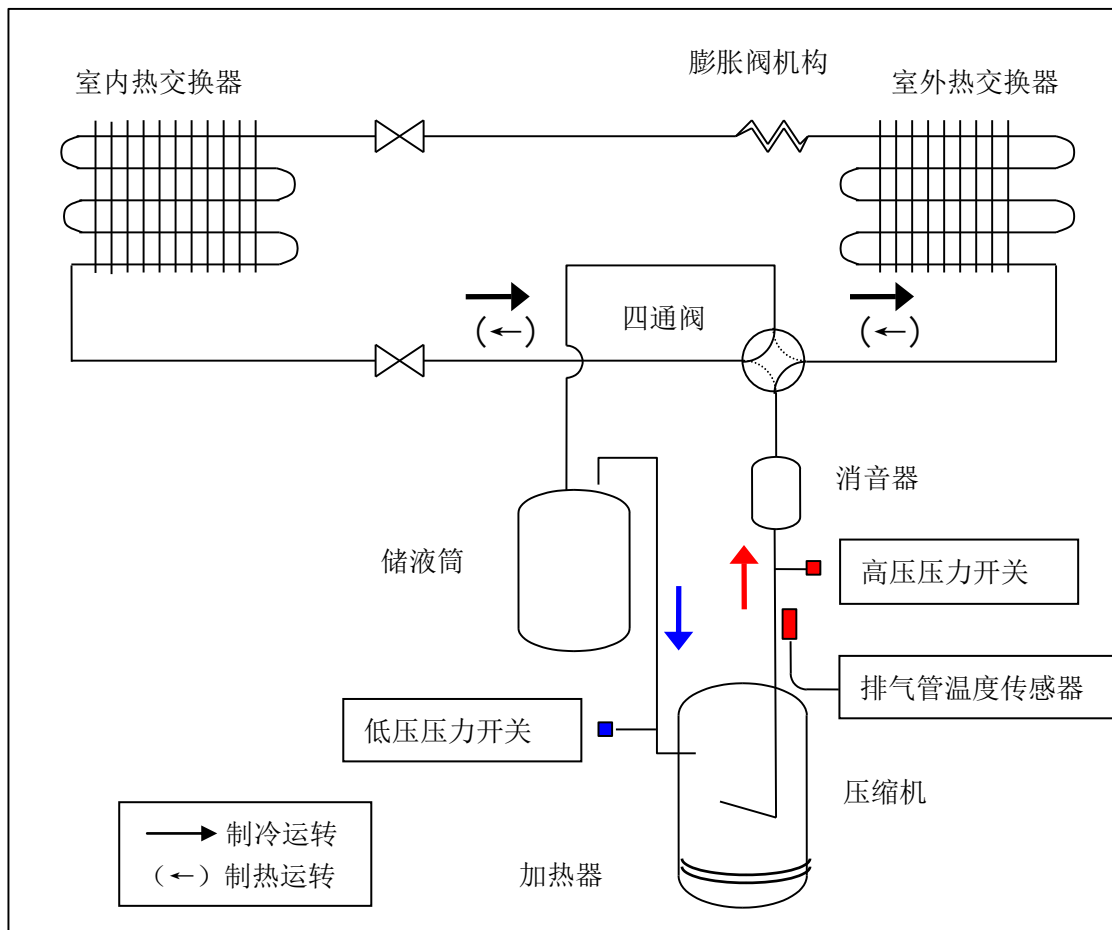 膨胀阀机构
室内热交换器
室外热交换器
四通阀
(←)
(←)
消音器
储液筒
高压压力开关
排气管温度传感器
低压压力开关
压缩机
制冷运转
(←) 制热运转
加热器